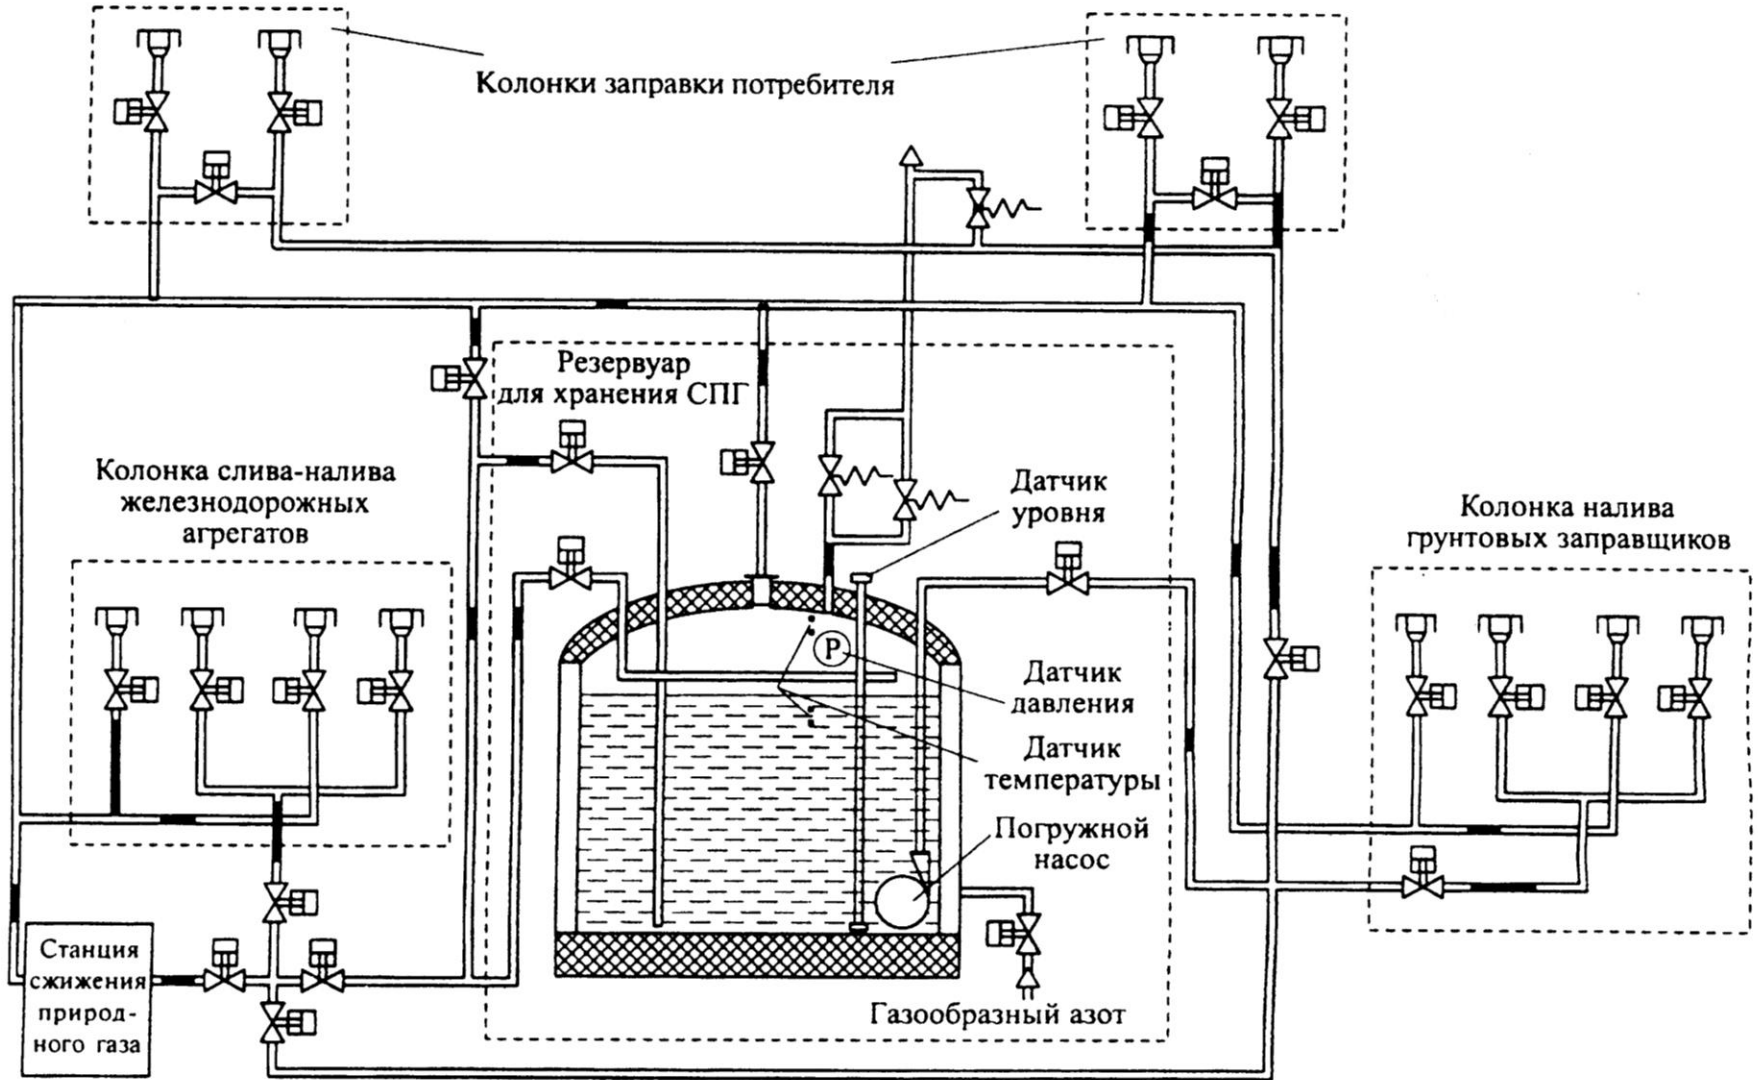 Колонки заправки потребителя
Резервуар
для хранения СПГ
Колонка слива-налива
железнодорожных
агрегатов
Датчик
уровня
Колонка налива
грунтовых заправщиков
P
Датчик
давления
Датчик
температуры
Погружной
насос
Станция
сжижения
природ-
ного газа
Газообразный азот